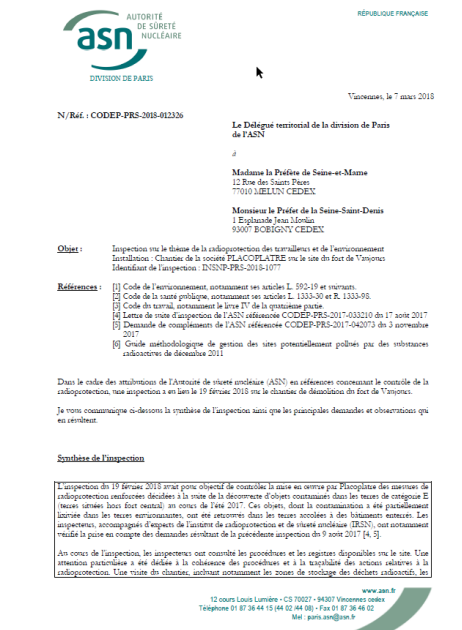 RÉPUBLIQUE FRANÇAISE
asn
AUTORITÉ
DE SÛRETÉ
NUCLÉAIRE
DIVISION DE PARIS
Vincennes, le 7 mars 2018
N/Réf. : CODEP-PRS-2018-012326
Le Délégué territorial de la division de Paris
de l'ASN
à
Madame la Préfète de Seine-et-Marne
12 Rue des Saints Pères
77010 MELUN CEDEX
Monsieur le Préfet de la Seine-Saint-Denis
1 Esplanade Jean Moulin
93007 BOBIGNY CEDEX
Objet : Inspection sur le thème de la radioprotection des travailleurs et de l'environnement
Installation : Chantier de la société PLACOPLATRE sur le site du fort de Vaujours
Identifiant de l'inspection : INSNP-PRS-2018-1077
Références : [1] Code de l'environnement, notamment ses articles L. 592-19 et suivants.
[2] Code de la santé publique, notamment ses articles L. 1333-30 et R. 1333-98.
[3] Code du travail, notamment le livre IV de la quatrième partie.
[4] Lettre de suite d'inspection de l'ASN référencée CODEP-PRS-2017-033210 du 17 août 2017
[5] Demande de compléments de l'ASN référencée CODEP-PRS-2017-042073 du 3 novembre
2017
[6] Guide méthodologique de gestion des sites potentiellement pollués par des substances
radioactives de décembre 2011
Dans le cadre des attributions de l'Autorité de sûreté nucléaire (ASN) en références concernant le contrôle de la
radioprotection, une inspection a eu lieu le 19 février 2018 sur le chantier de démolition du fort de Vaujours.
Je vous communique ci-dessous la synthèse de l'inspection ainsi que les principales demandes et observations qui
en résultent.
Synthèse de l'inspection
L'inspection du 19 février 2018 avait pour objectif de contrôler la mise en œuvre par Placoplatre des mesures de
radioprotection renforcées décidées à la suite de la découverte d'objets contaminés dans les terres de catégorie E
(terres situées hors fort central) au cours de l'été 2017. Ces objets, dont la contamination a été partiellement
lixiviée dans les terres environnantes, ont été retrouvés dans les terres accolées à des bâtiments enterrés. Les
inspecteurs, accompagnés d'experts de l'institut de radioprotection et de sûreté nucléaire (IRSN), ont notamment
vérifié la prise en compte des demandes résultant de la précédente inspection du 9 août 2017 [4, 5].
Au cours de l'inspection, les inspecteurs ont consulté les procédures et les registres disponibles sur le site. Une
attention particulière a été dédiée à la cohérence des procédures et à la traçabilité des actions relatives à la
radioprotection. Une visite du chantier, incluant notamment les zones de stockage des déchets radioactifs, les
www.asn.fr
12 cours Louis Lumière • CS 70027 • 94307 Vincennes cedex
Téléphone 01 87 36 44 15 (44 02 /44 08) • Fax 01 87 36 46 02
Mel : paris.asn@asn.fr